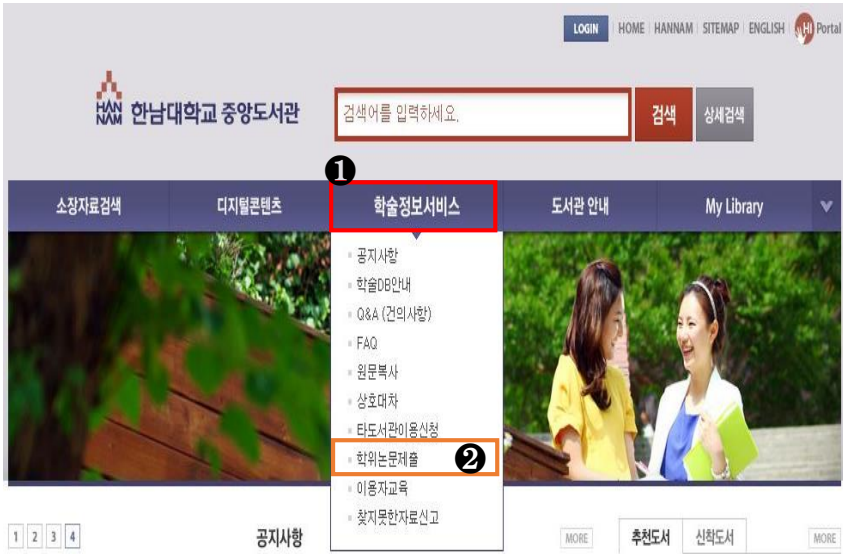 LOGIN HOME HANNAM SITEMAP ENGLISH HI Portal
HAN
NAM 한남대학교 중앙도서관 검색어를 입력하세요. 검색 상세검색
❶
소장자료검색 디지털콘텐츠 학술정보서비스 도서관 안내 My Library
공지사항
학술DB안내
Q&A (건의사항)
FAQ
원문복사
상호대차
타도서관이용신청
학위논문제출 ❷
이용자교육
찾지못한자료신고
1 2 3 4 공지사항 MORE 추천도서 신착도서 MORE